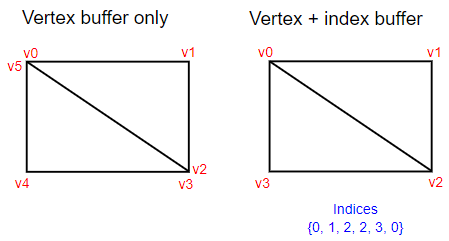 Vertex buffer only
v0
v1
v5
v2
v4
v3
Vertex + index buffer
v0
v1
v3
v2
Indices
{0, 1, 2, 2, 3, 0}